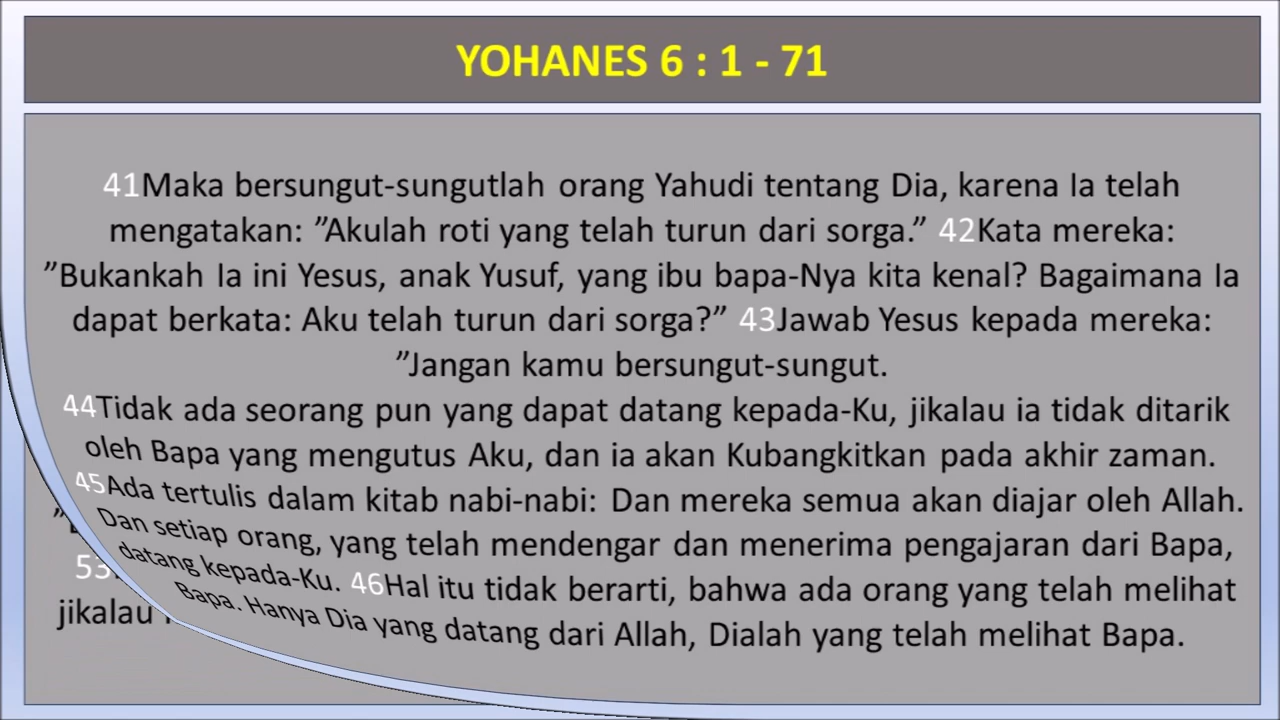 YOHANES 6 : 1 - 71
41Maka bersungut-sungutlah orang Yahudi tentang Dia, karena Ia telah
mengatakan: ”Akulah roti yang telah turun dari sorga.” 42Kata mereka:
”Bukankah Ia ini Yesus, anak Yusuf, yang ibu bapa-Nya kita kenal? Bagaimana Ia
dapat berkata: Aku telah turun dari sorga?” 43Jawab Yesus kepada mereka:
”Jangan kamu bersungut-sungut.
44Tidak ada seorang pun yang dapat datang kepada-Ku, jikalau ia tidak ditarik
oleh Bapa yang mengutus Aku, dan ia akan Kubangkitkan pada akhir zaman.
45Ada tertulis dalam kitab nabi-nabi: Dan mereka semua akan diajar oleh Allah.
Dan setiap orang, yang telah mendengar dan menerima pengajaran dari Bapa,
datang kepada-Ku. 46Hal itu tidak berarti, bahwa ada orang yang telah melihat
Bapa. Hanya Dia yang datang dari Allah, Dialah yang telah melihat Bapa.
53
jikalau